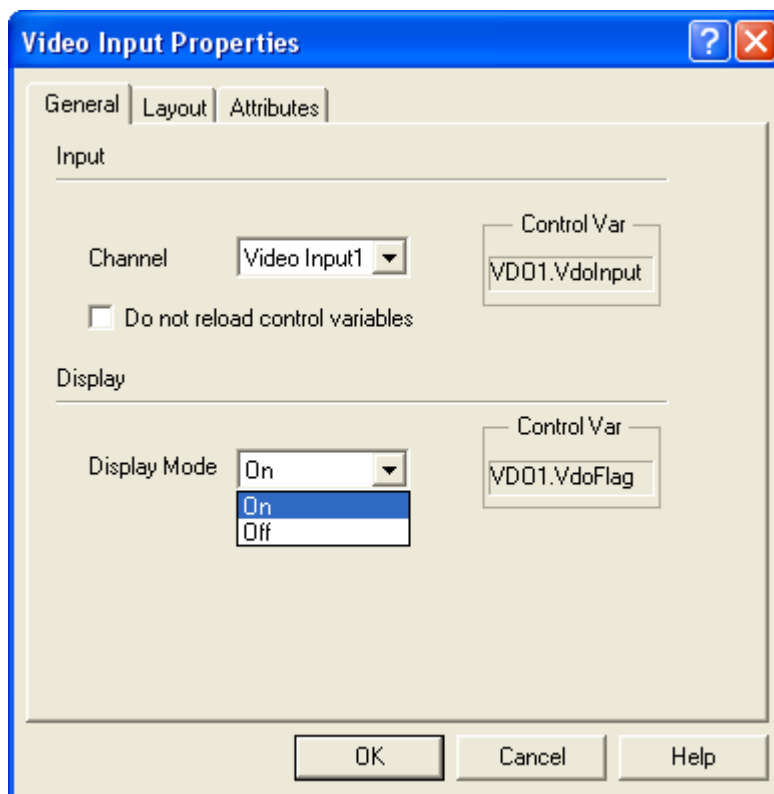 Video Input Properties
General Layout Attributes
Input
Control Var
Channel Video Input1 VDO1.VdoInput
Do not reload control variables
Display
Control Var
Display Mode On VDO1.VdoFlag
On
Off
OK Cancel Help